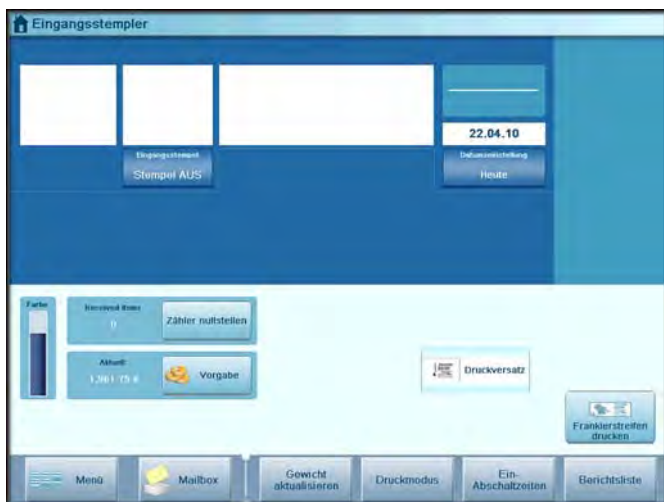 Eingangsstempler
22.04.10
Eingangsstempel
Datumseinstellung
Stempel AUS
Heute
Farbe
Received Items
0
Zähler nullstellen
Aktuell
Vorgabe
Druckversatz
Frankierstreifen
drucken
Menü
Mailbox
Gewicht
aktualisieren
Druckmodus
Ein-
Abschaltzeiten
Berichtsliste